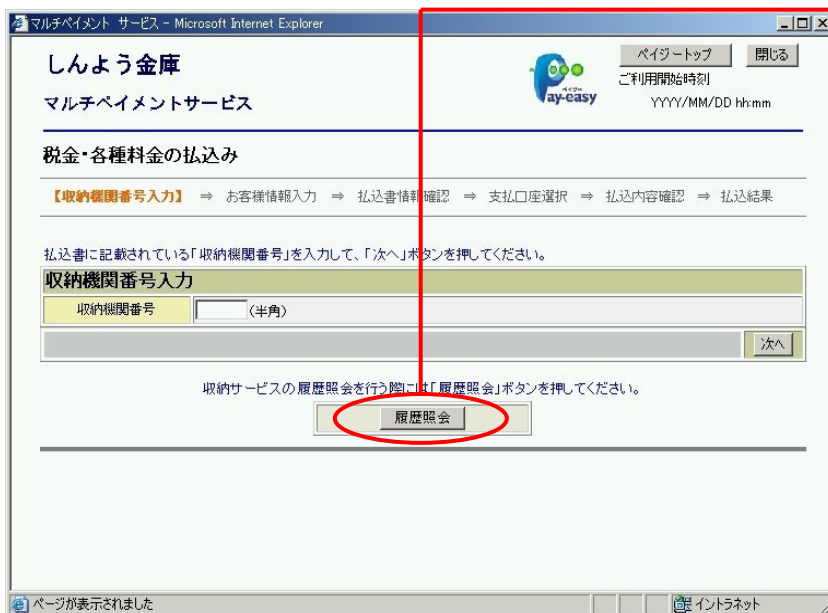 マルチペイメント サービス - Microsoft Internet Explorer
しんよう金庫
マルチペイメントサービス
ペイジー
Pay-easy
ペイジートップ 閉じる
ご利用開始時刻
YYYY/MM/DD hh:mm
税金・各種料金の払込み
【収納機関番号入力】 ⇒ お客様情報入力 ⇒ 払込書情報確認 ⇒ 支払口座選択 ⇒ 払込内容確認 ⇒ 払込結果
払込書に記載されている「収納機関番号」を入力して、「次へ」ボタンを押してください。
収納機関番号入力
収納機関番号 (半角)
次へ
収納サービスの履歴照会を行う際には「履歴照会」ボタンを押してください。
履歴照会
ページが表示されました
イントラネット